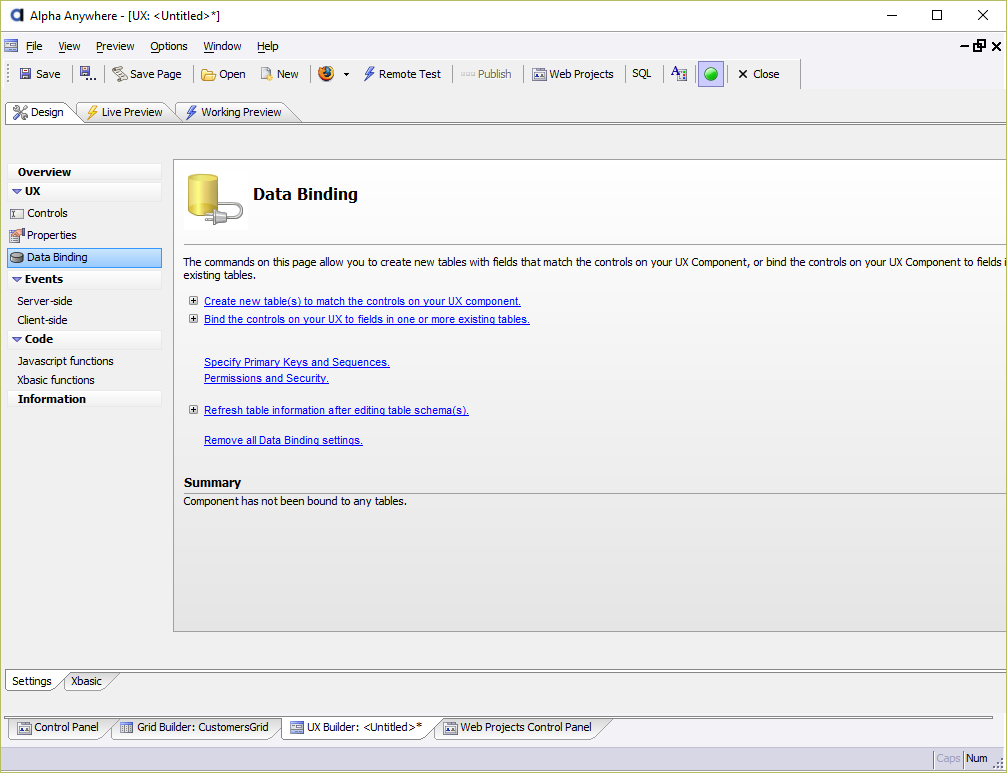 Alpha Anywhere - [UX: <Untitled>*]
File View Preview Options Window Help
Save Save Page Open New Remote Test Publish Web Projects SQL A Close
Design Live Preview Working Preview
Overview
UX
Controls
Properties
Data Binding
Events
Server-side
Client-side
Code
Javascript functions
Xbasic functions
Information
Data Binding
The commands on this page allow you to create new tables with fields that match the controls on your UX Component, or bind the controls on your UX Component to fields i
existing tables.
Create new table(s) to match the controls on your UX component.
Bind the controls on your UX to fields in one or more existing tables.
Specify Primary Keys and Sequences.
Permissions and Security.
Refresh table information after editing table schema(s).
Remove all Data Binding settings.
Summary
Component has not been bound to any tables.
Settings Xbasic
Control Panel Grid Builder: CustomersGrid UX Builder: <Untitled>* Web Projects Control Panel
Caps Num